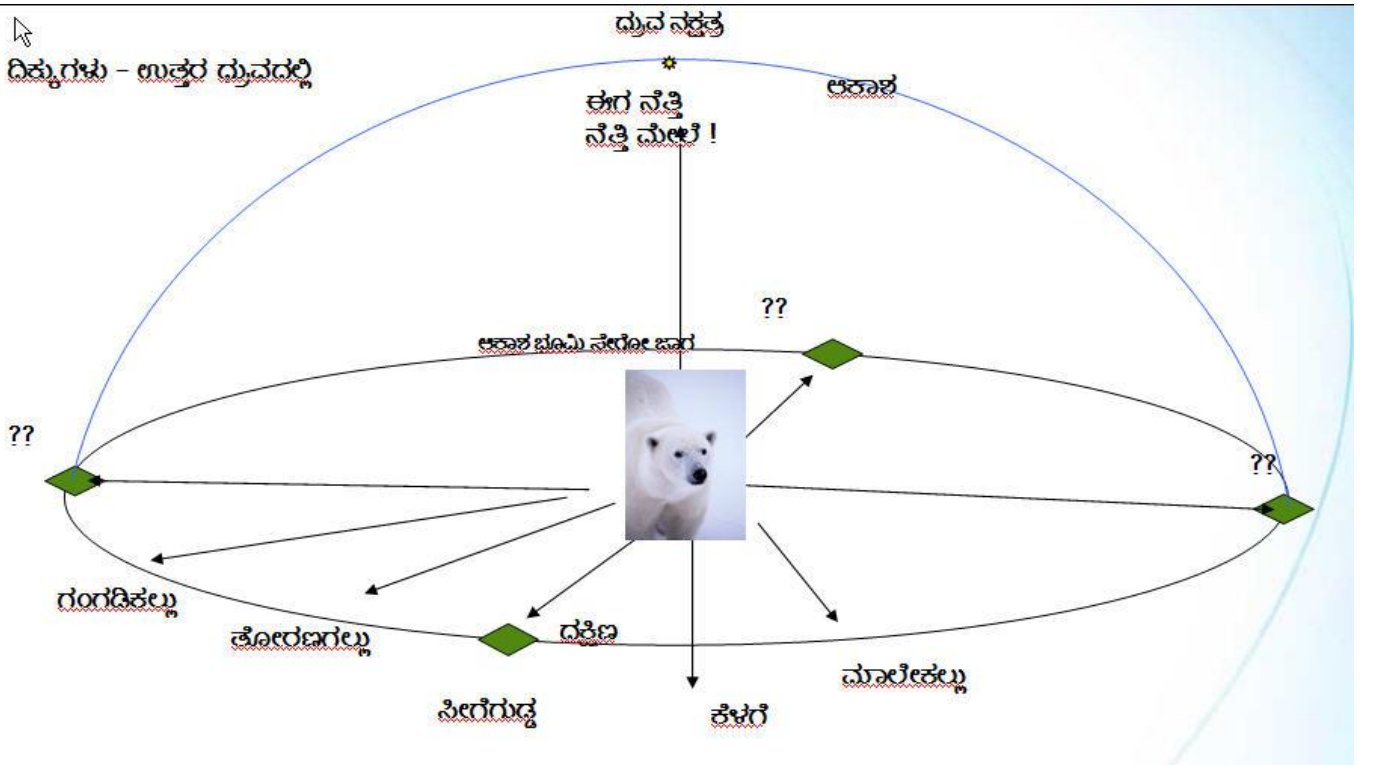 ಧ್ರುವ ನಕ್ಷತ್ರ
ದಿಕ್ಕುಗಳು – ಉತ್ತರ ಧ್ರುವದಲ್ಲಿ
ಆಕಾಶ
ಈಗ ನೆತ್ತಿ
ನೆತ್ತಿ ಮೇಲೆ !
??
ಆಕಾಶ ಭೂಮಿ ಸೇರೋ ಜಾಗ
??
??
ಗಂಗಡಿಕಲ್ಲು
ತೋರಣಗಲ್ಲು
ದಕ್ಷಿಣ
ಮಾಲೇಕಲ್ಲು
ಸೀಗೆಗುಡ್ಡ
ಕೆಳಗೆ